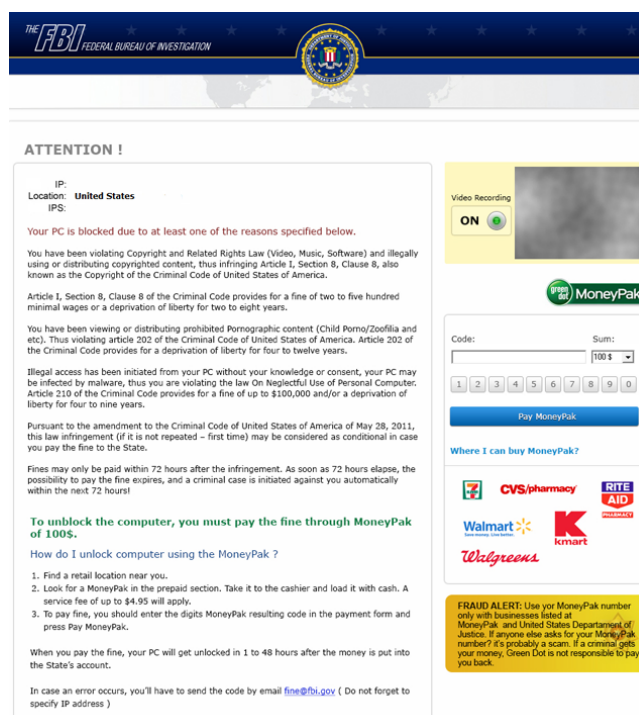 THE FBI FEDERAL BUREAU OF INVESTIGATION
ATTENTION !
IP:
Location: United States
IPS:
Your PC is blocked due to at least one of the reasons specified below.
You have been violating Copyright and Related Rights Law (Video, Music, Software) and illegally
using or distributing copyrighted content, thus infringing Article I, Section 8, Clause 8, also
known as the Copyright of the Criminal Code of United States of America.
Article I, Section 8, Clause 8 of the Criminal Code provides for a fine of two to five hundred
minimal wages or a deprivation of liberty for two to eight years.
You have been viewing or distributing prohibited Pornographic content (Child Porno/Zoofilia and
etc). Thus violating article 202 of the Criminal Code of United States of America. Article 202 of
the Criminal Code provides for a deprivation of liberty for four to twelve years.
Illegal access has been initiated from your PC without your knowledge or consent, your PC may
be infected by malware, thus you are violating the law On Neglectful Use of Personal Computer.
Article 210 of the Criminal Code provides for a fine of up to $100,000 and/or a deprivation of
liberty for four to nine years.
Pursuant to the amendment to the Criminal Code of United States of America of May 28, 2011,
this law infringement (if it is not repeated – first time) may be considered as conditional in case
you pay the fine to the State.
Fines may only be paid within 72 hours after the infringement. As soon as 72 hours elapse, the
possibility to pay the fine expires, and a criminal case is initiated against you automatically
within the next 72 hours!
To unblock the computer, you must pay the fine through MoneyPak
of 100$.
How do I unlock computer using the MoneyPak ?
1. Find a retail location near you.
2. Look for a MoneyPak in the prepaid section. Take it to the cashier and load it with cash. A
service fee of up to $4.95 will apply.
3. To pay fine, you should enter the digits MoneyPak resulting code in the payment form and
press Pay MoneyPak.
When you pay the fine, your PC will get unlocked in 1 to 48 hours after the money is put into
the State's account.
In case an error occurs, you'll have to send the code by email fine@fbi.gov ( Do not forget to
specify IP address )
Video Recording
ON
green dot MoneyPak
Code: Sum:
100 $
1 2 3 4 5 6 7 8 9 0
Pay MoneyPak
Where I can buy MoneyPak?
7 ELEVEN CVS/pharmacy RITE AID PHARMACY
Walmart
Save money. Live better.
K
kmart
Walgreens
FRAUD ALERT: Use yor MoneyPak number
only with businesses listed at
MoneyPak and United States Departament of
Justice. If anyone else asks for your MoneyPak
number? it's probably a scam. If a criminal gets
your money, Green Dot is not responsible to pay
you back.